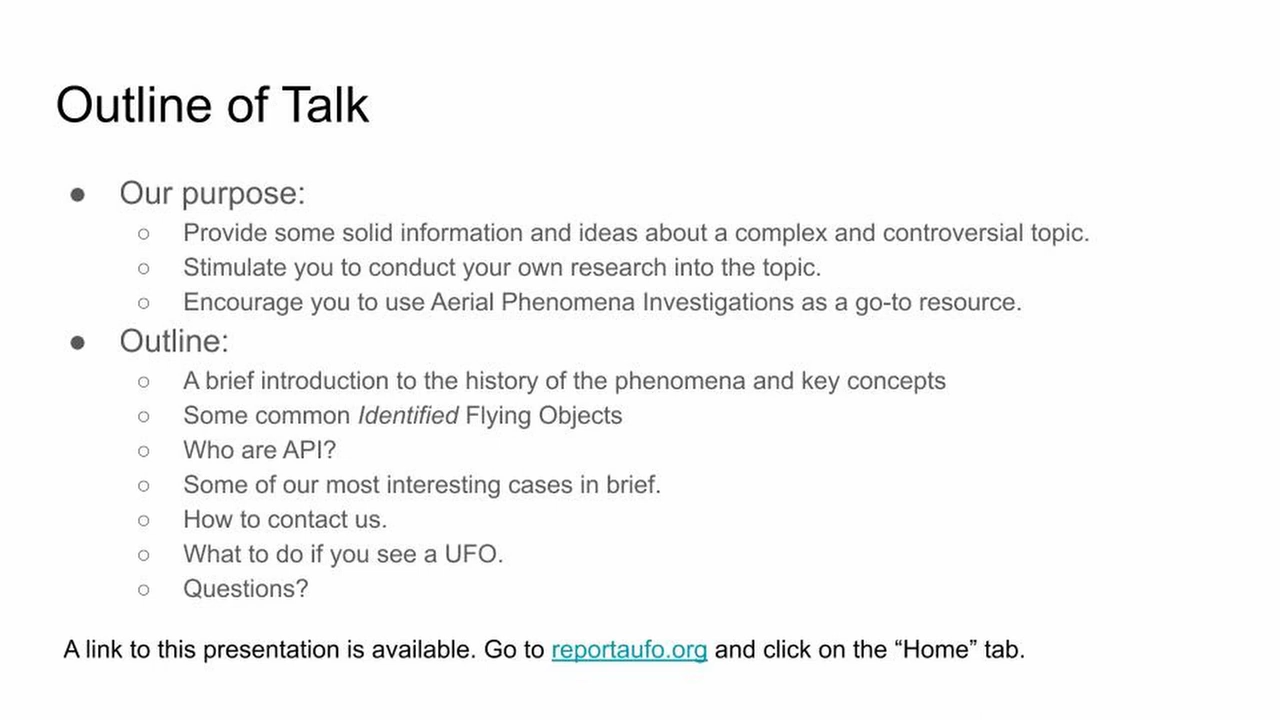 Outline of Talk
● Our purpose:
○ Provide some solid information and ideas about a complex and controversial topic.
○ Stimulate you to conduct your own research into the topic.
○ Encourage you to use Aerial Phenomena Investigations as a go-to resource.
● Outline:
○ A brief introduction to the history of the phenomena and key concepts
○ Some common Identified Flying Objects
○ Who are API?
○ Some of our most interesting cases in brief.
○ How to contact us.
○ What to do if you see a UFO.
○ Questions?
A link to this presentation is available. Go to reportaufo.org and click on the “Home” tab.